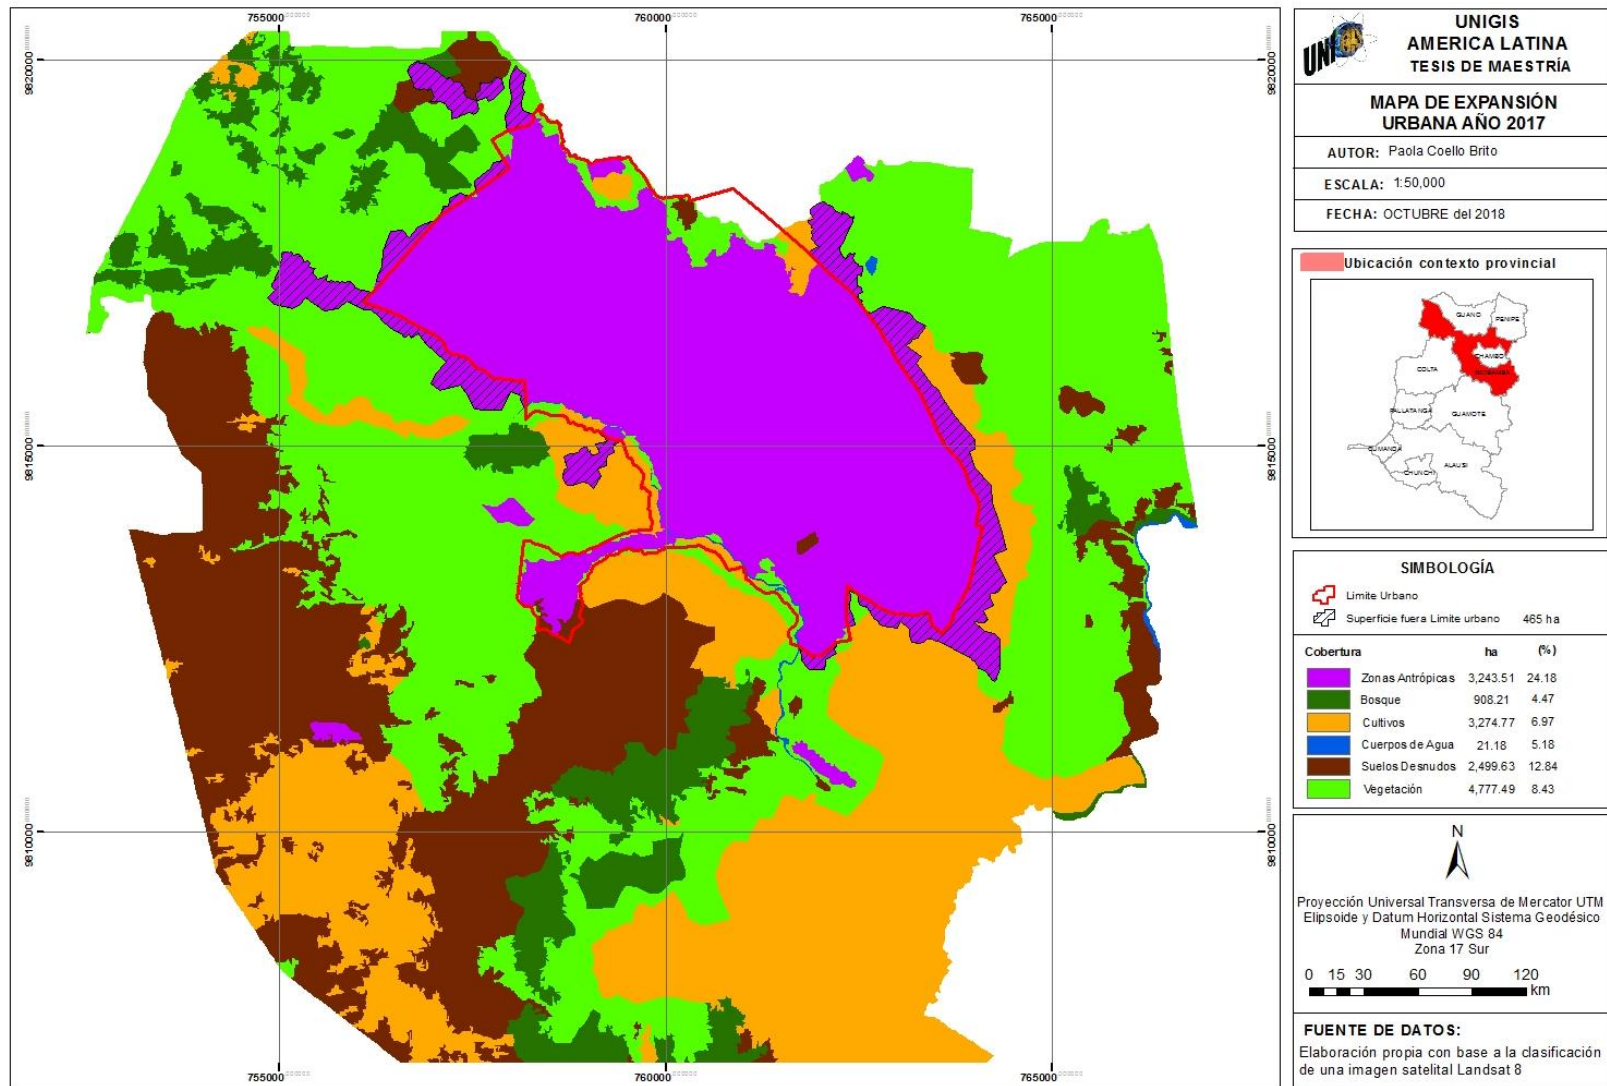 755000
760000
765000
9820000
9820000
9815000
9815000
9810000
9810000
755000
760000
765000
UNIGIS
AMERICA LATINA
TESIS DE MAESTRÍA
MAPA DE EXPANSIÓN
URBANA AÑO 2017
AUTOR: Paola Coello Brito
ESCALA: 1:50,000
FECHA: OCTUBRE del 2018
Ubicación contexto provincial
GUANO
PENIPE
CHAMBO
RIOBAMBA
COLTA
PALLATANGA
GUAMOTE
CUMANDA
CHUNCHI
ALAUSI
SIMBOLOGÍA
Limite Urbano
Superficie fuera Limite urbano 465 ha
Cobertura ha (%)
Zonas Antrópicas 3,243.51 24.18
Bosque 908.21 4.47
Cultivos 3,274.77 6.97
Cuerpos de Agua 21.18 5.18
Suelos Desnudos 2,499.63 12.84
Vegetación 4,777.49 8.43
N
Proyección Universal Transversa de Mercator UTM
Elipsoide y Datum Horizontal Sistema Geodésico
Mundial WGS 84
Zona 17 Sur
0 15 30 60 90 120
km
FUENTE DE DATOS:
Elaboración propia con base a la clasificación
de una imagen satelital Landsat 8